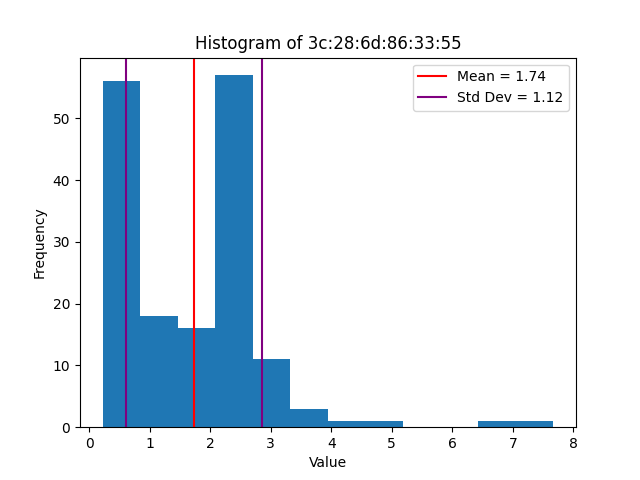 Histogram of 3c:28:6d:86:33:55
Mean = 1.74
Std Dev = 1.12
Frequency
50
40
30
20
10
0
0 1 2 3 4 5 6 7 8
Value